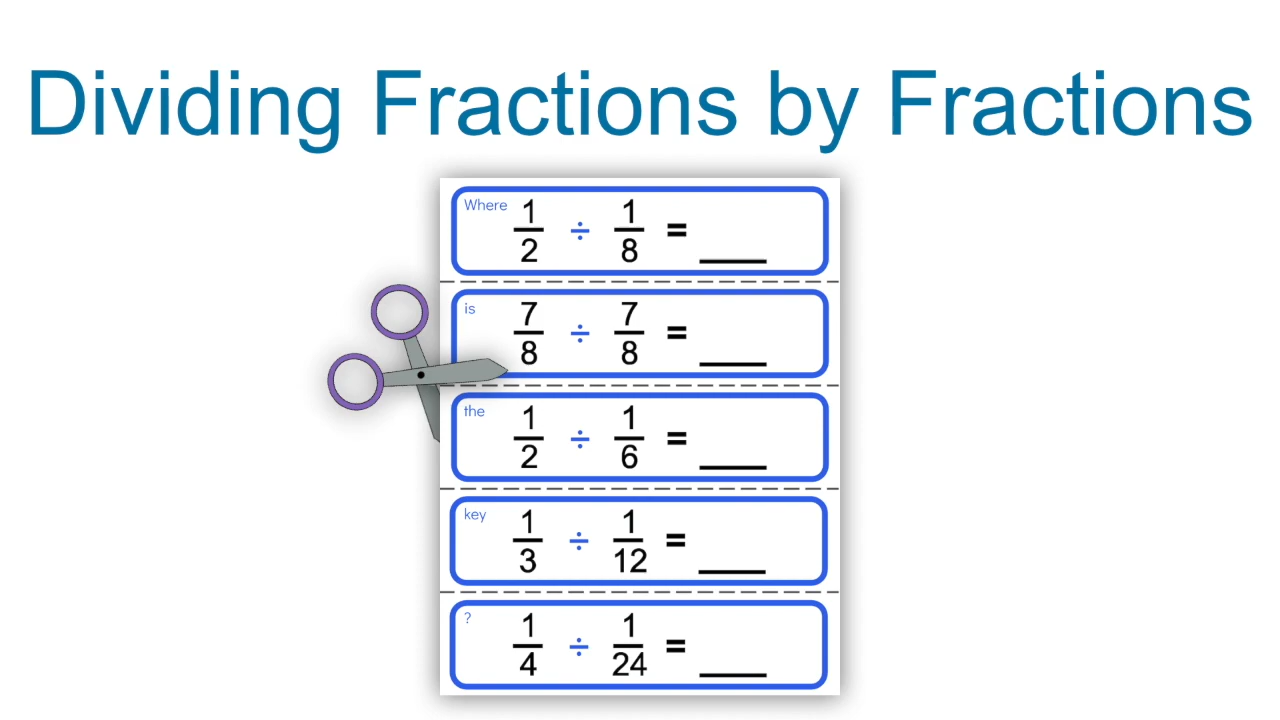 Dividing Fractions by Fractions
Where 1/2 ÷ 1/8 = ____
is 7/8 ÷ 7/8 = ____
the 1/2 ÷ 1/6 = ____
key 1/3 ÷ 1/12 = ____
? 1/4 ÷ 1/24 = ____